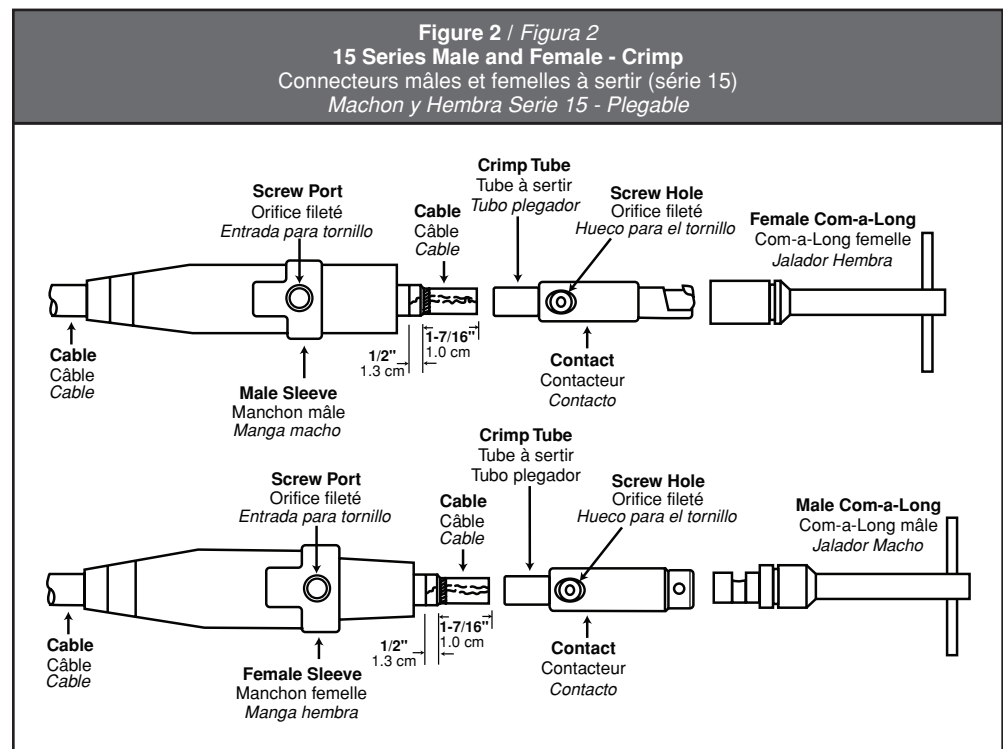 Figure 2 / Figura 2
15 Series Male and Female - Crimp
Connecteurs mâles et femelles à sertir (série 15)
Machon y Hembra Serie 15 - Plegable
Crimp Tube
Tube à sertir
Tubo plegador
Screw Port
Orifice fileté
Entrada para tornillo
Cable
Câble
Cable
Screw Hole
Orifice fileté
Hueco para el tornillo
Female Com-a-Long
Com-a-Long femelle
Jalador Hembra
Cable
Câble
Cable
Male Sleeve
Manchon mâle
Manga macho
1/2"
1.3 cm
1-7/16"
1.0 cm
Contact
Contacteur
Contacto
Crimp Tube
Tube à sertir
Tubo plegador
Screw Port
Orifice fileté
Entrada para tornillo
Cable
Câble
Cable
Screw Hole
Orifice fileté
Hueco para el tornillo
Male Com-a-Long
Com-a-Long mâle
Jalador Macho
Cable
Câble
Cable
Female Sleeve
Manchon femelle
Manga hembra
1/2"
1.3 cm
1-7/16"
1.0 cm
Contact
Contacteur
Contacto